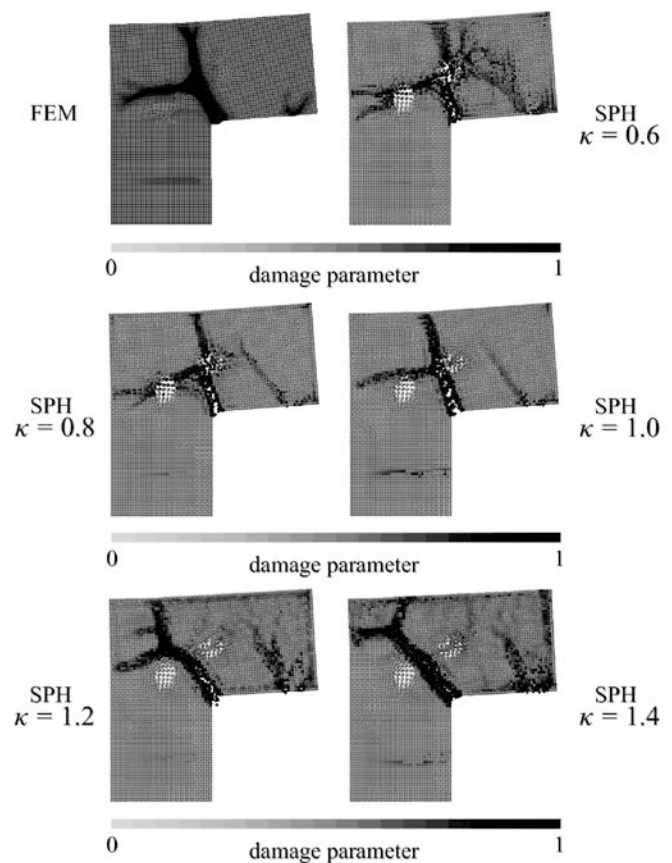 FEM
SPH
κ = 0.6
0
damage parameter
1
SPH
κ = 0.8
SPH
κ = 1.0
0
damage parameter
1
SPH
κ = 1.2
SPH
κ = 1.4
0
damage parameter
1